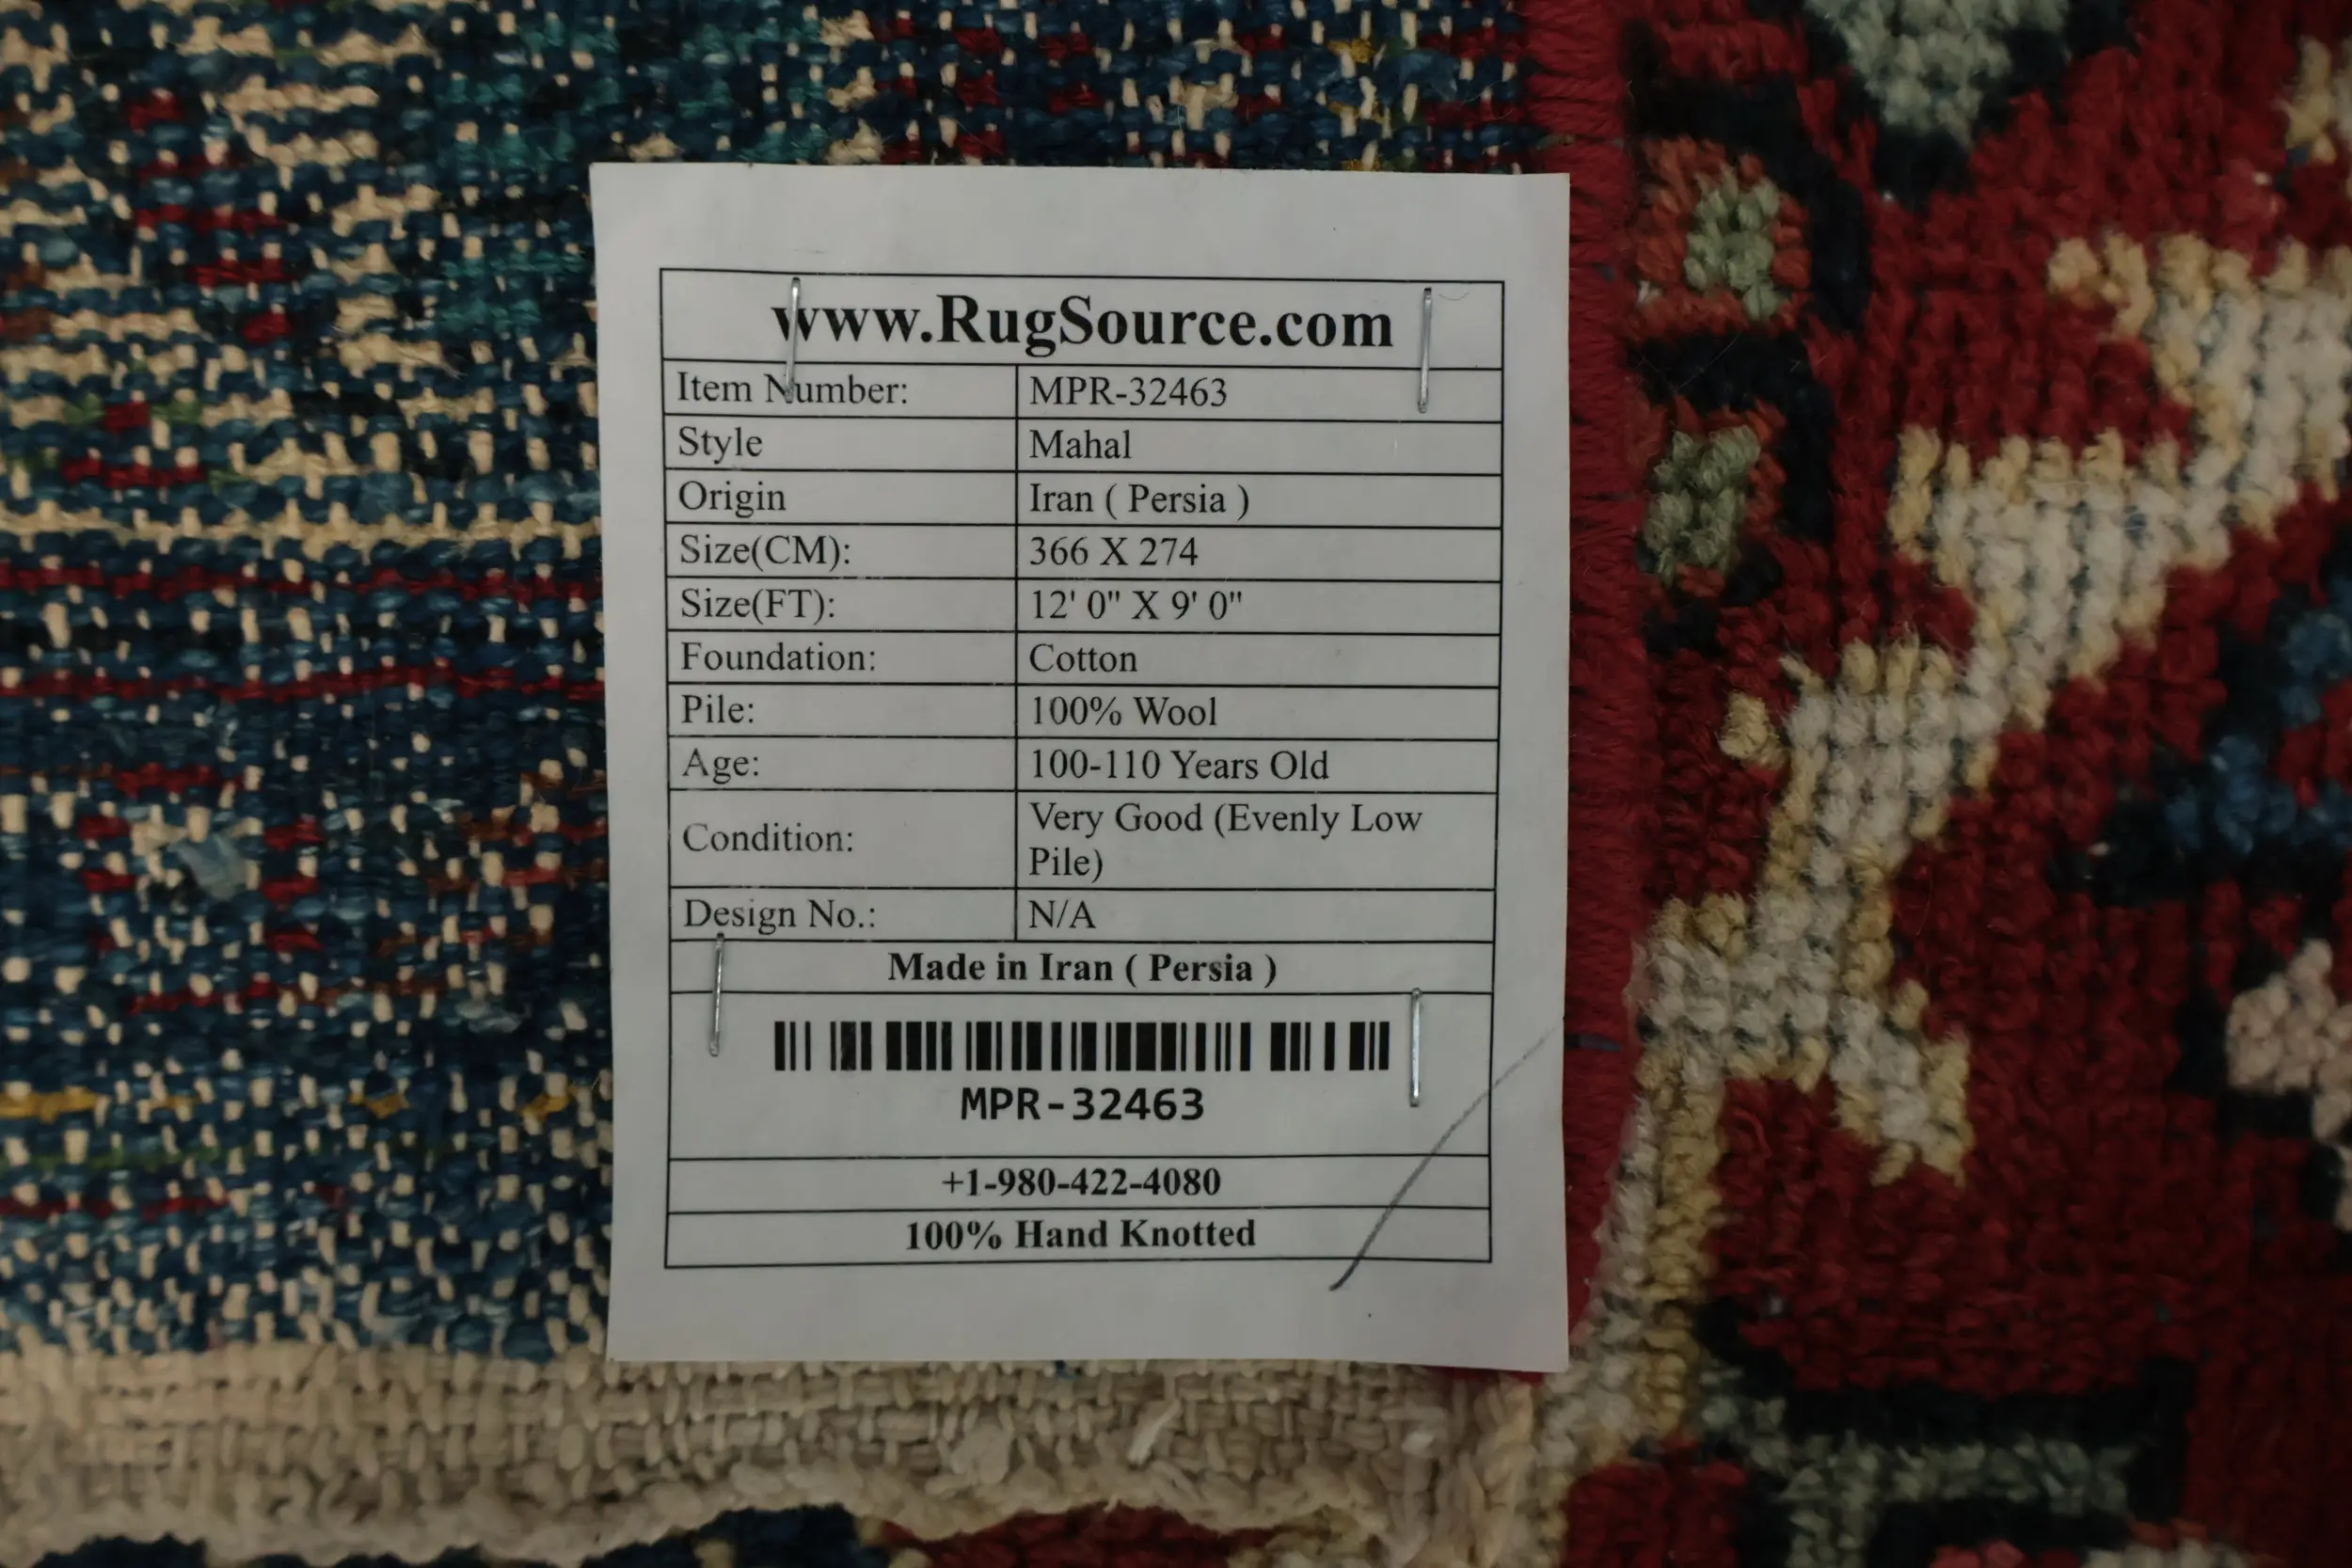 www.RugSource.com
Item Number: MPR-32463
Style Mahal
Origin Iran ( Persia )
Size(CM): 366 X 274
Size(FT): 12' 0" X 9' 0"
Foundation: Cotton
Pile: 100% Wool
Age: 100-110 Years Old
Condition: Very Good (Evenly Low
Pile)
Design No.: N/A
Made in Iran ( Persia )
MPR-32463
+1-980-422-4080
100% Hand Knotted